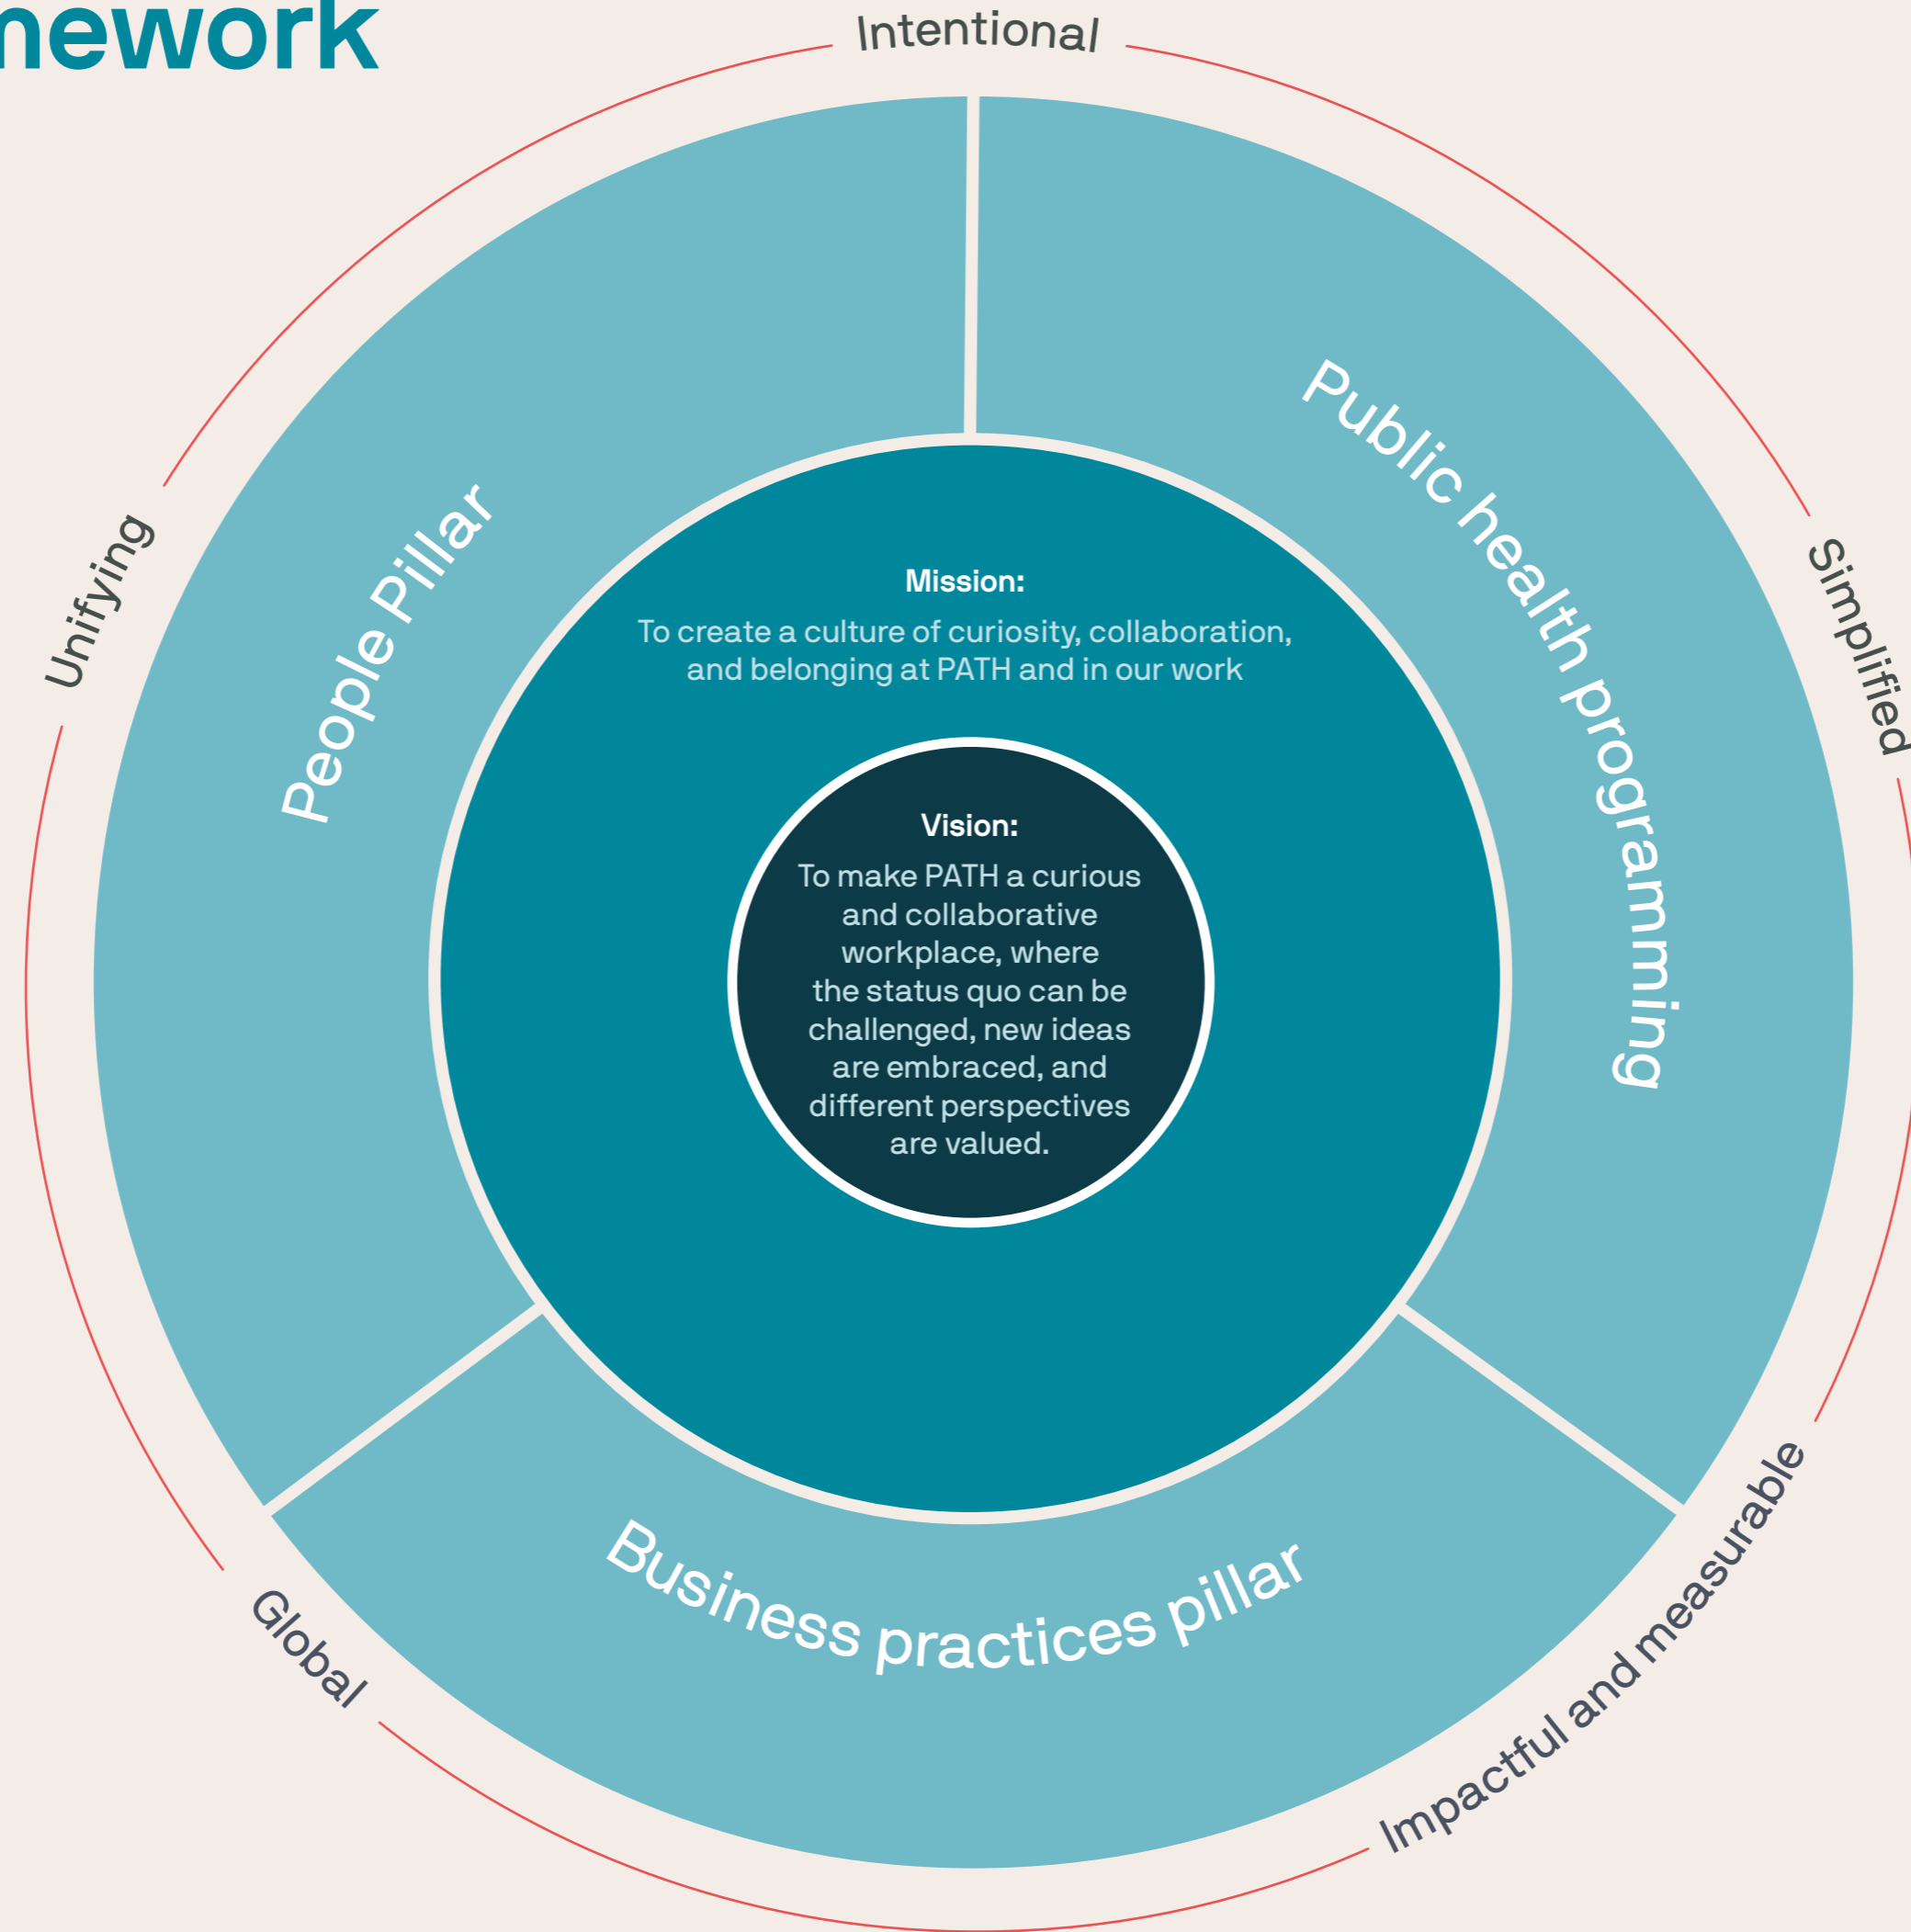 mework
Intentional
Unifying
Simplified
People Pillar
Public health programming
Mission:
To create a culture of curiosity, collaboration,
and belonging at PATH and in our work
Vision:
To make PATH a curious
and collaborative
workplace, where
the status quo can be
challenged, new ideas
are embraced, and
different perspectives
are valued.
Business practices pillar
Global
Impactful and measurable